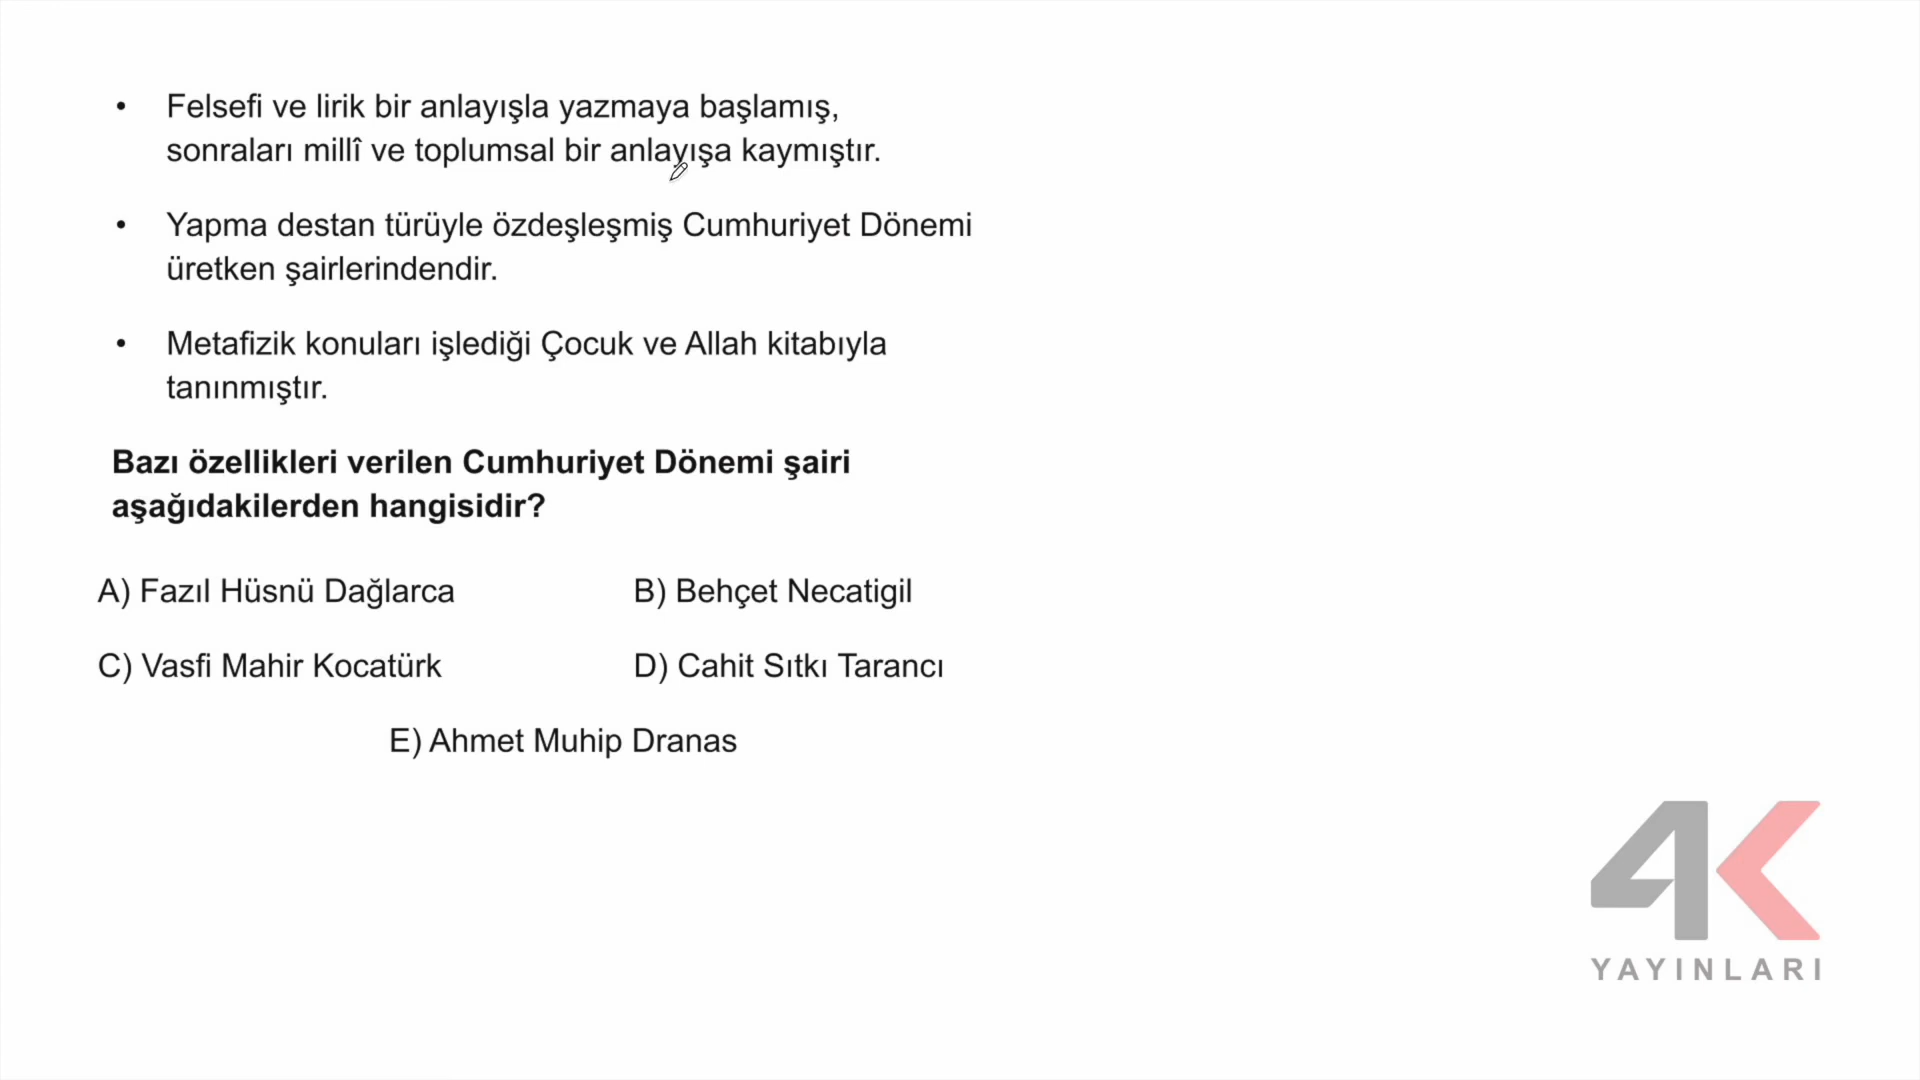 • Felsefi ve lirik bir anlayışla yazmaya başlamış,
sonraları millî ve toplumsal bir anlayışa kaymıştır.
• Yapma destan türüyle özdeşleşmiş Cumhuriyet Dönemi
üretken şairlerindendir.
• Metafizik konuları işlediği Çocuk ve Allah kitabıyla
tanınmıştır.
Bazı özellikleri verilen Cumhuriyet Dönemi şairi
aşağıdakilerden hangisidir?
A) Fazıl Hüsnü Dağlarca
B) Behçet Necatigil
C) Vasfi Mahir Kocatürk
D) Cahit Sıtkı Tarancı
E) Ahmet Muhip Dranas
4K
YAYINLARI